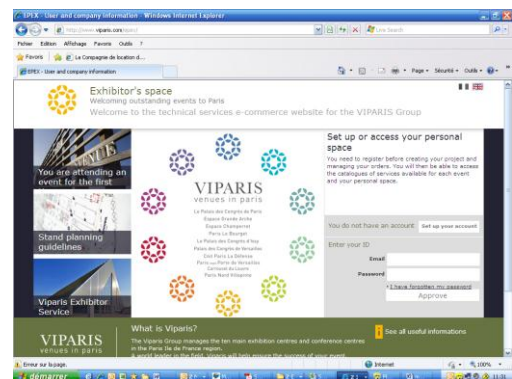 EPEX - User and company information - Windows Internet Explorer
http://www.viparis.com/epex/
Live Search
Fichier Edition Affichage Favoris Outils ?
Favoris La Compagnie de location d...
EPEX - User and company information
Page Sécurité Outils
Exhibitor's space
Welcoming outstanding events to Paris
Welcome to the technical services e-commerce website for the VIPARIS Group
You are attending an
event for the first
Stand planning
guidelines
Viparis Exhibitor
Service
VIPARIS
venues in paris
Le Palais des Congrès de Paris
Espace Grande Arche
Espace Champerret
Paris Le Bourget
Le Palais des Congrès d'Issy
Palais des Congrès de Versailles
Cnit Paris La Défense
Paris Porte de Versailles
Carrousel du Louvre
Paris Nord Villepinte
Set up or access your personal
space
You need to register before creating your project and
managing your orders. You will then be able to access
the catalogues of services available for each event
and your personal space.
You do not have an account Set up your account
Enter your ID
Email
Password
I have forgotten my password
Approve
VIPARIS
venues in paris
What is Viparis?
The Viparis Group manages the ten main exhibition centres and conference centres
in the Paris Ile de France region.
A world leader in the field, Viparis will help ensure the success of your event.
i See all useful informations
Erreur sur la page.
Internet
100%
démarrer
11:31